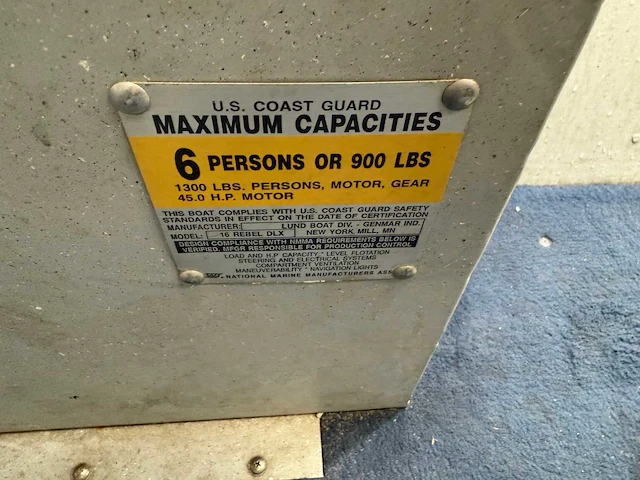 U.S. COAST GUARD
MAXIMUM CAPACITIES
6 PERSONS OR 900 LBS
1300 LBS. PERSONS, MOTOR, GEAR
45.0 H.P. MOTOR
THIS BOAT COMPLIES WITH U.S. COAST GUARD SAFETY
STANDARDS IN EFFECT ON THE DATE OF CERTIFICATION
MANUFACTURER: LUND BOAT DIV. - GENMAR IND.
MODEL: 16 REBEL DLX NEW YORK MILL, MN
DESIGN COMPLIANCE WITH NMMA REQUIREMENTS BELOW IS
VERIFIED. MFGR RESPONSIBLE FOR PRODUCTION CONTROL
LOAD AND H.P. CAPACITY * LEVEL FLOTATION
STEERING AND ELECTRICAL SYSTEMS
COMPARTMENT VENTILATION
MANEUVERABILITY * NAVIGATION LIGHTS
NATIONAL MARINE MANUFACTURERS ASS